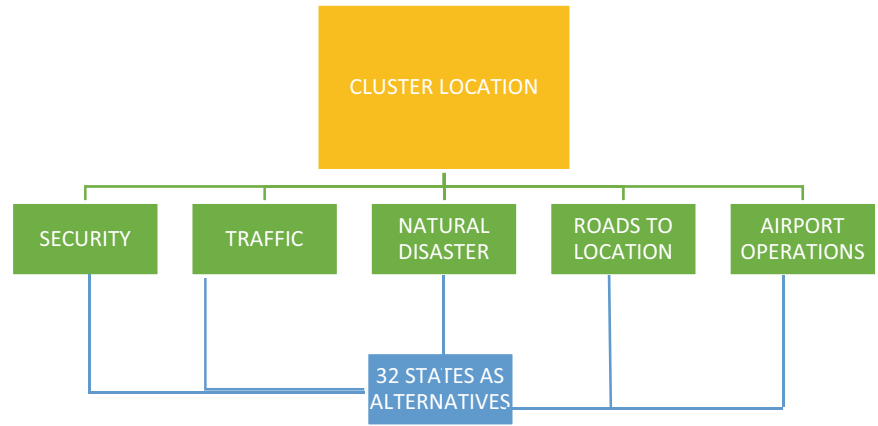 CLUSTER LOCATION
SECURITY
TRAFFIC
NATURAL
DISASTER
ROADS TO
LOCATION
AIRPORT
OPERATIONS
32 STATES AS
ALTERNATIVES